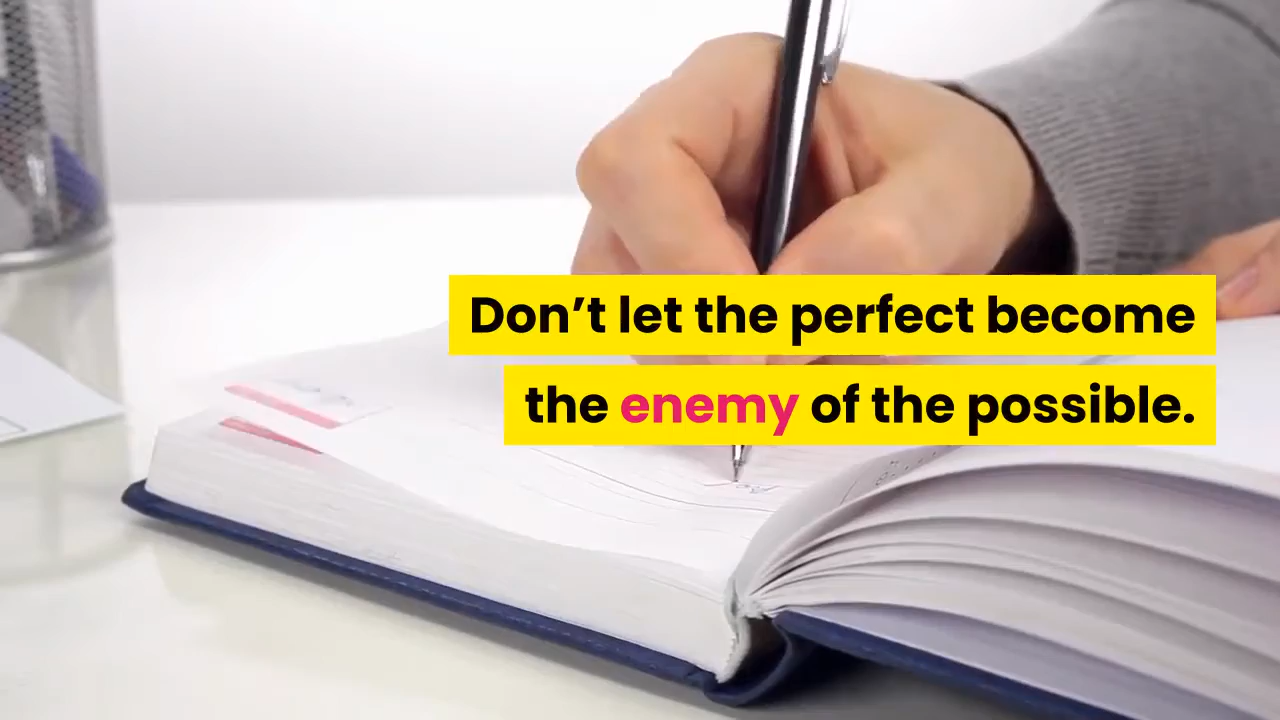 Don’t let the perfect become
the enemy of the possible.